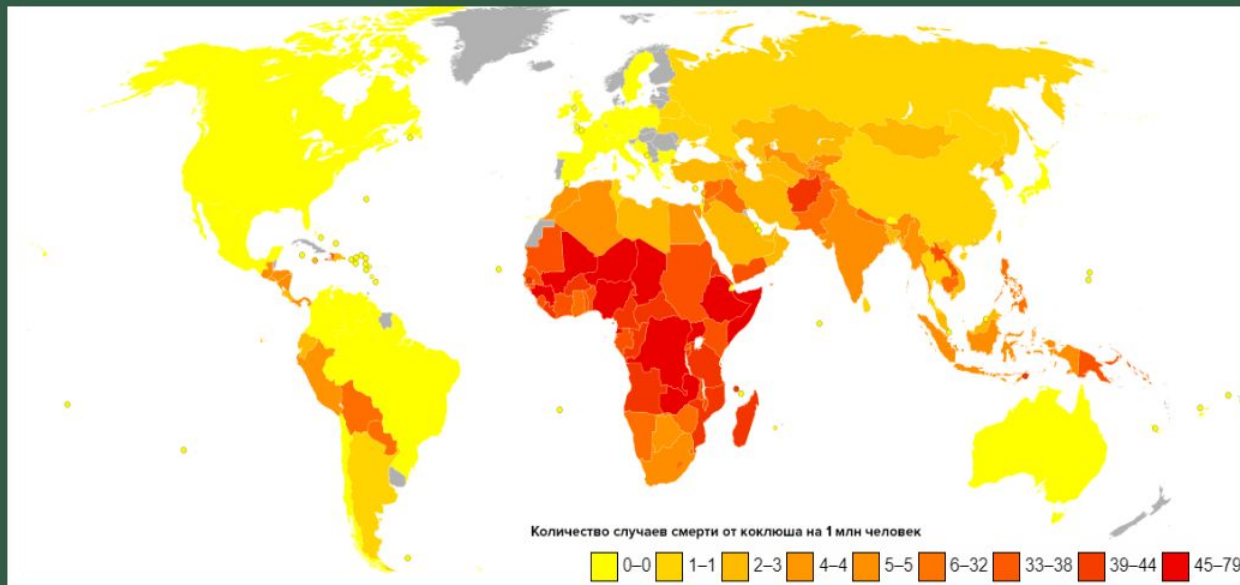 Количество случаев смерти от коклюша на 1 млн человек
0–0 1–1 2–3 4–4 5–5 6–32 33–38 39–44 45–79